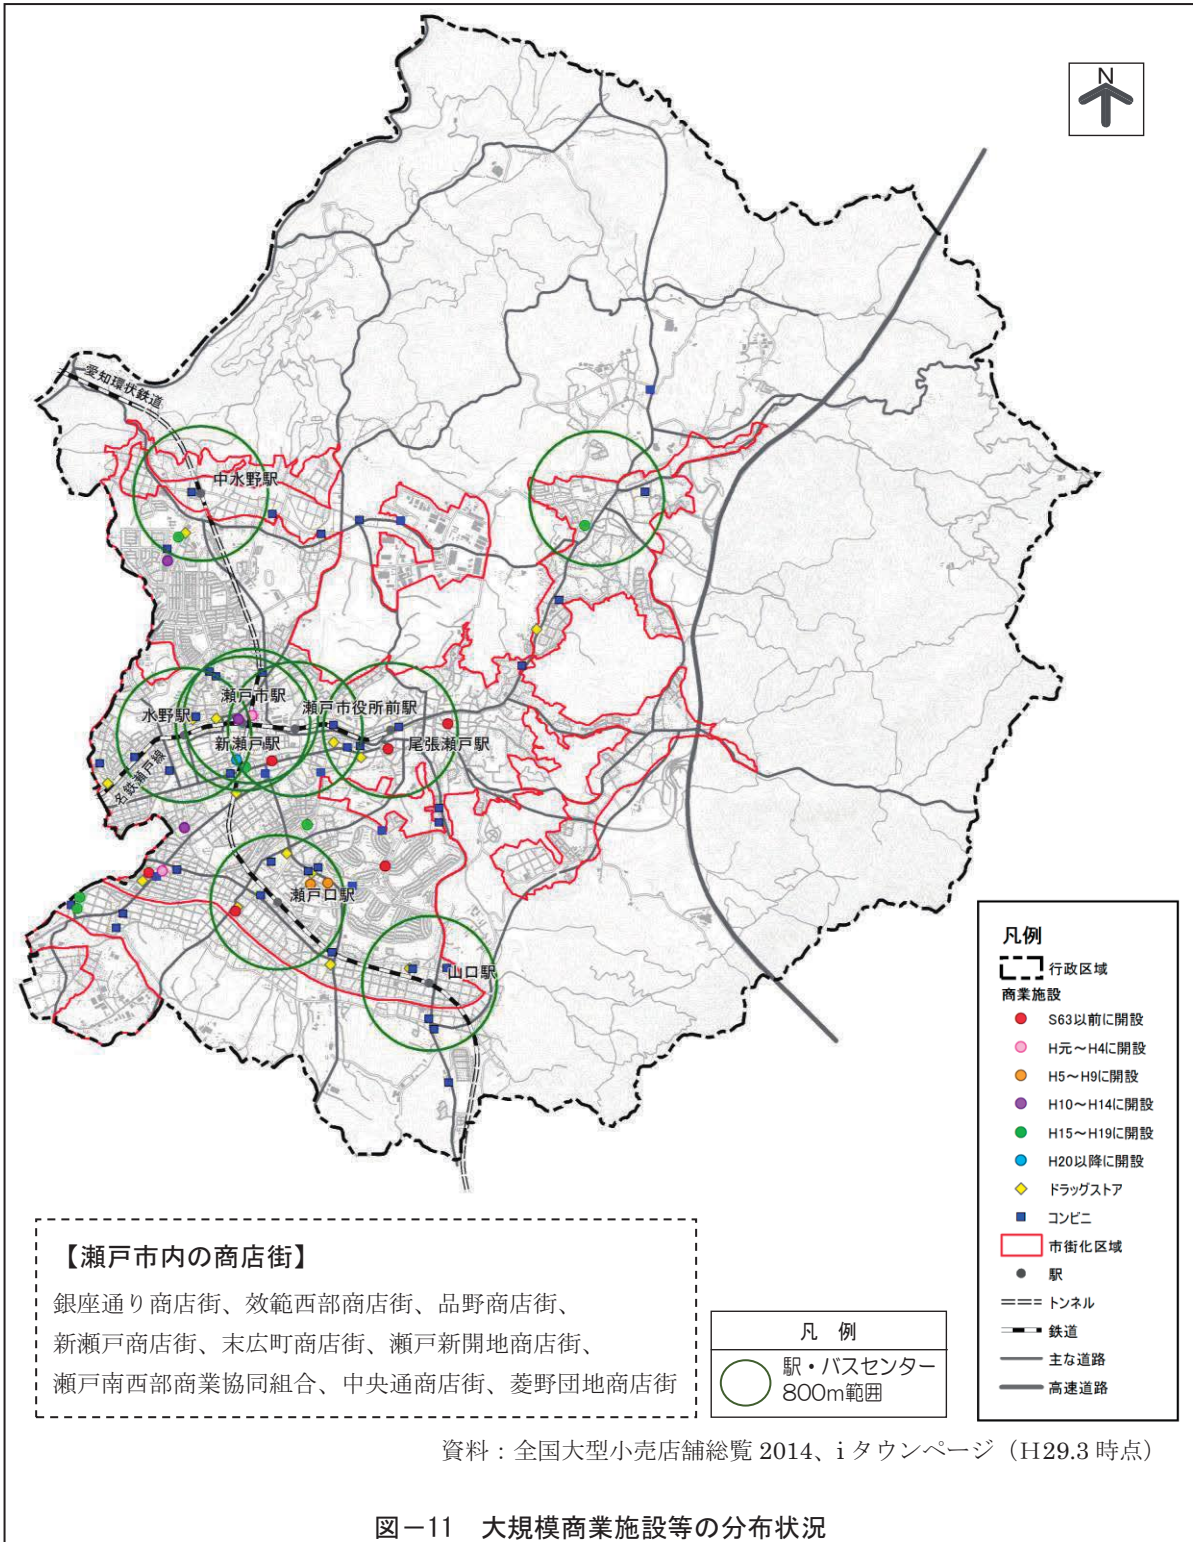 N
愛知環状鉄道
中水野駅
瀬戸市駅
水野駅
瀬戸市役所前駅
新瀬戸駅
尾張瀬戸駅
名鉄瀬戸線
瀬戸口駅
山口駅
凡例
行政区域
商業施設
S63以前に開設
H元～H4に開設
H5～H9に開設
H10～H14に開設
H15～H19に開設
H20以降に開設
ドラッグストア
コンビニ
市街化区域
駅
トンネル
鉄道
主な道路
高速道路
【瀬戸市内の商店街】
銀座通り商店街、效範西部商店街、品野商店街、
新瀬戸商店街、末広町商店街、瀬戸新開地商店街、
瀬戸南西部商業協同組合、中央通商店街、菱野団地商店街
凡 例
駅・バスセンター
800m範囲
資料：全国大型小売店舗総覧 2014、i タウンページ（H29.3 時点）
図－11 大規模商業施設等の分布状況